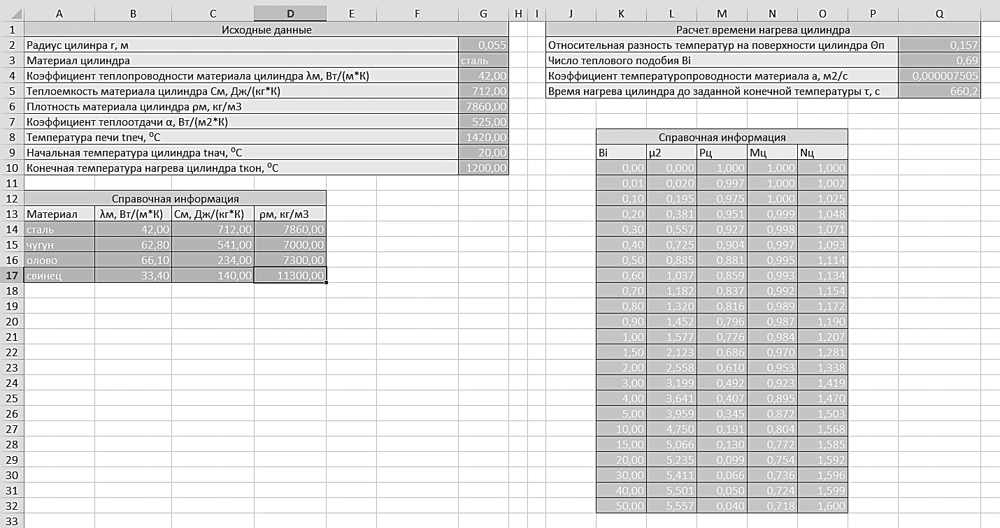 A B C D E F G H I J K L M N O P Q
1 Исходные данные Расчет времени нагрева цилиндра
2 Радиус цилинра r, м 0,055 Относительная разность температур на поверхности цилиндра Θп 0,157
3 Материал цилиндра сталь Число теплового подобия Bi 0,69
4 Коэффициент теплопроводности материала цилиндра λм, Вт/(м*К) 42,00 Коэффициент температуропроводности материала а, м2/с 0,000007505
5 Теплоемкость материала цилиндра См, Дж/(кг*К) 712,00 Время нагрева цилиндра до заданной конечной температуры τ, с 660,2
6 Плотность материала цилиндра ρм, кг/м3 7860,00
7 Коэффициент теплоотдачи α, Вт/(м2*К) 525,00
8 Температура печи tпеч, ⁰С 1420,00 Справочная информация
9 Начальная температура цилиндра tнач, ⁰С 20,00 Bi μ2 Рц Мц Nц
10 Конечная температура нагрева цилиндра tкон, ⁰С 1200,00 0,00 0,000 1,000 1,000 1,000
11 0,01 0,020 0,997 1,000 1,002
12 Справочная информация 0,10 0,195 0,975 1,000 1,025
13 Материал λм, Вт/(м*К) См, Дж/(кг*К) ρм, кг/м3 0,20 0,381 0,951 0,999 1,048
14 сталь 42,00 712,00 7860,00 0,30 0,557 0,927 0,998 1,071
15 чугун 62,80 541,00 7000,00 0,40 0,725 0,904 0,997 1,093
16 олово 66,10 234,00 7300,00 0,50 0,885 0,881 0,995 1,114
17 свинец 33,40 140,00 11300,00 0,60 1,037 0,859 0,993 1,134
18 0,70 1,182 0,837 0,992 1,154
19 0,80 1,320 0,816 0,989 1,172
20 0,90 1,452 0,796 0,987 1,190
21 1,00 1,577 0,776 0,984 1,207
22 1,50 2,123 0,686 0,970 1,281
23 2,00 2,558 0,610 0,953 1,338
24 3,00 3,199 0,492 0,923 1,419
25 4,00 3,641 0,407 0,895 1,470
26 5,00 3,959 0,345 0,872 1,503
27 10,00 4,750 0,191 0,804 1,568
28 15,00 5,066 0,130 0,772 1,585
29 20,00 5,235 0,099 0,754 1,592
30 30,00 5,411 0,066 0,736 1,596
31 40,00 5,501 0,050 0,724 1,599
32 50,00 5,557 0,040 0,718 1,600
33